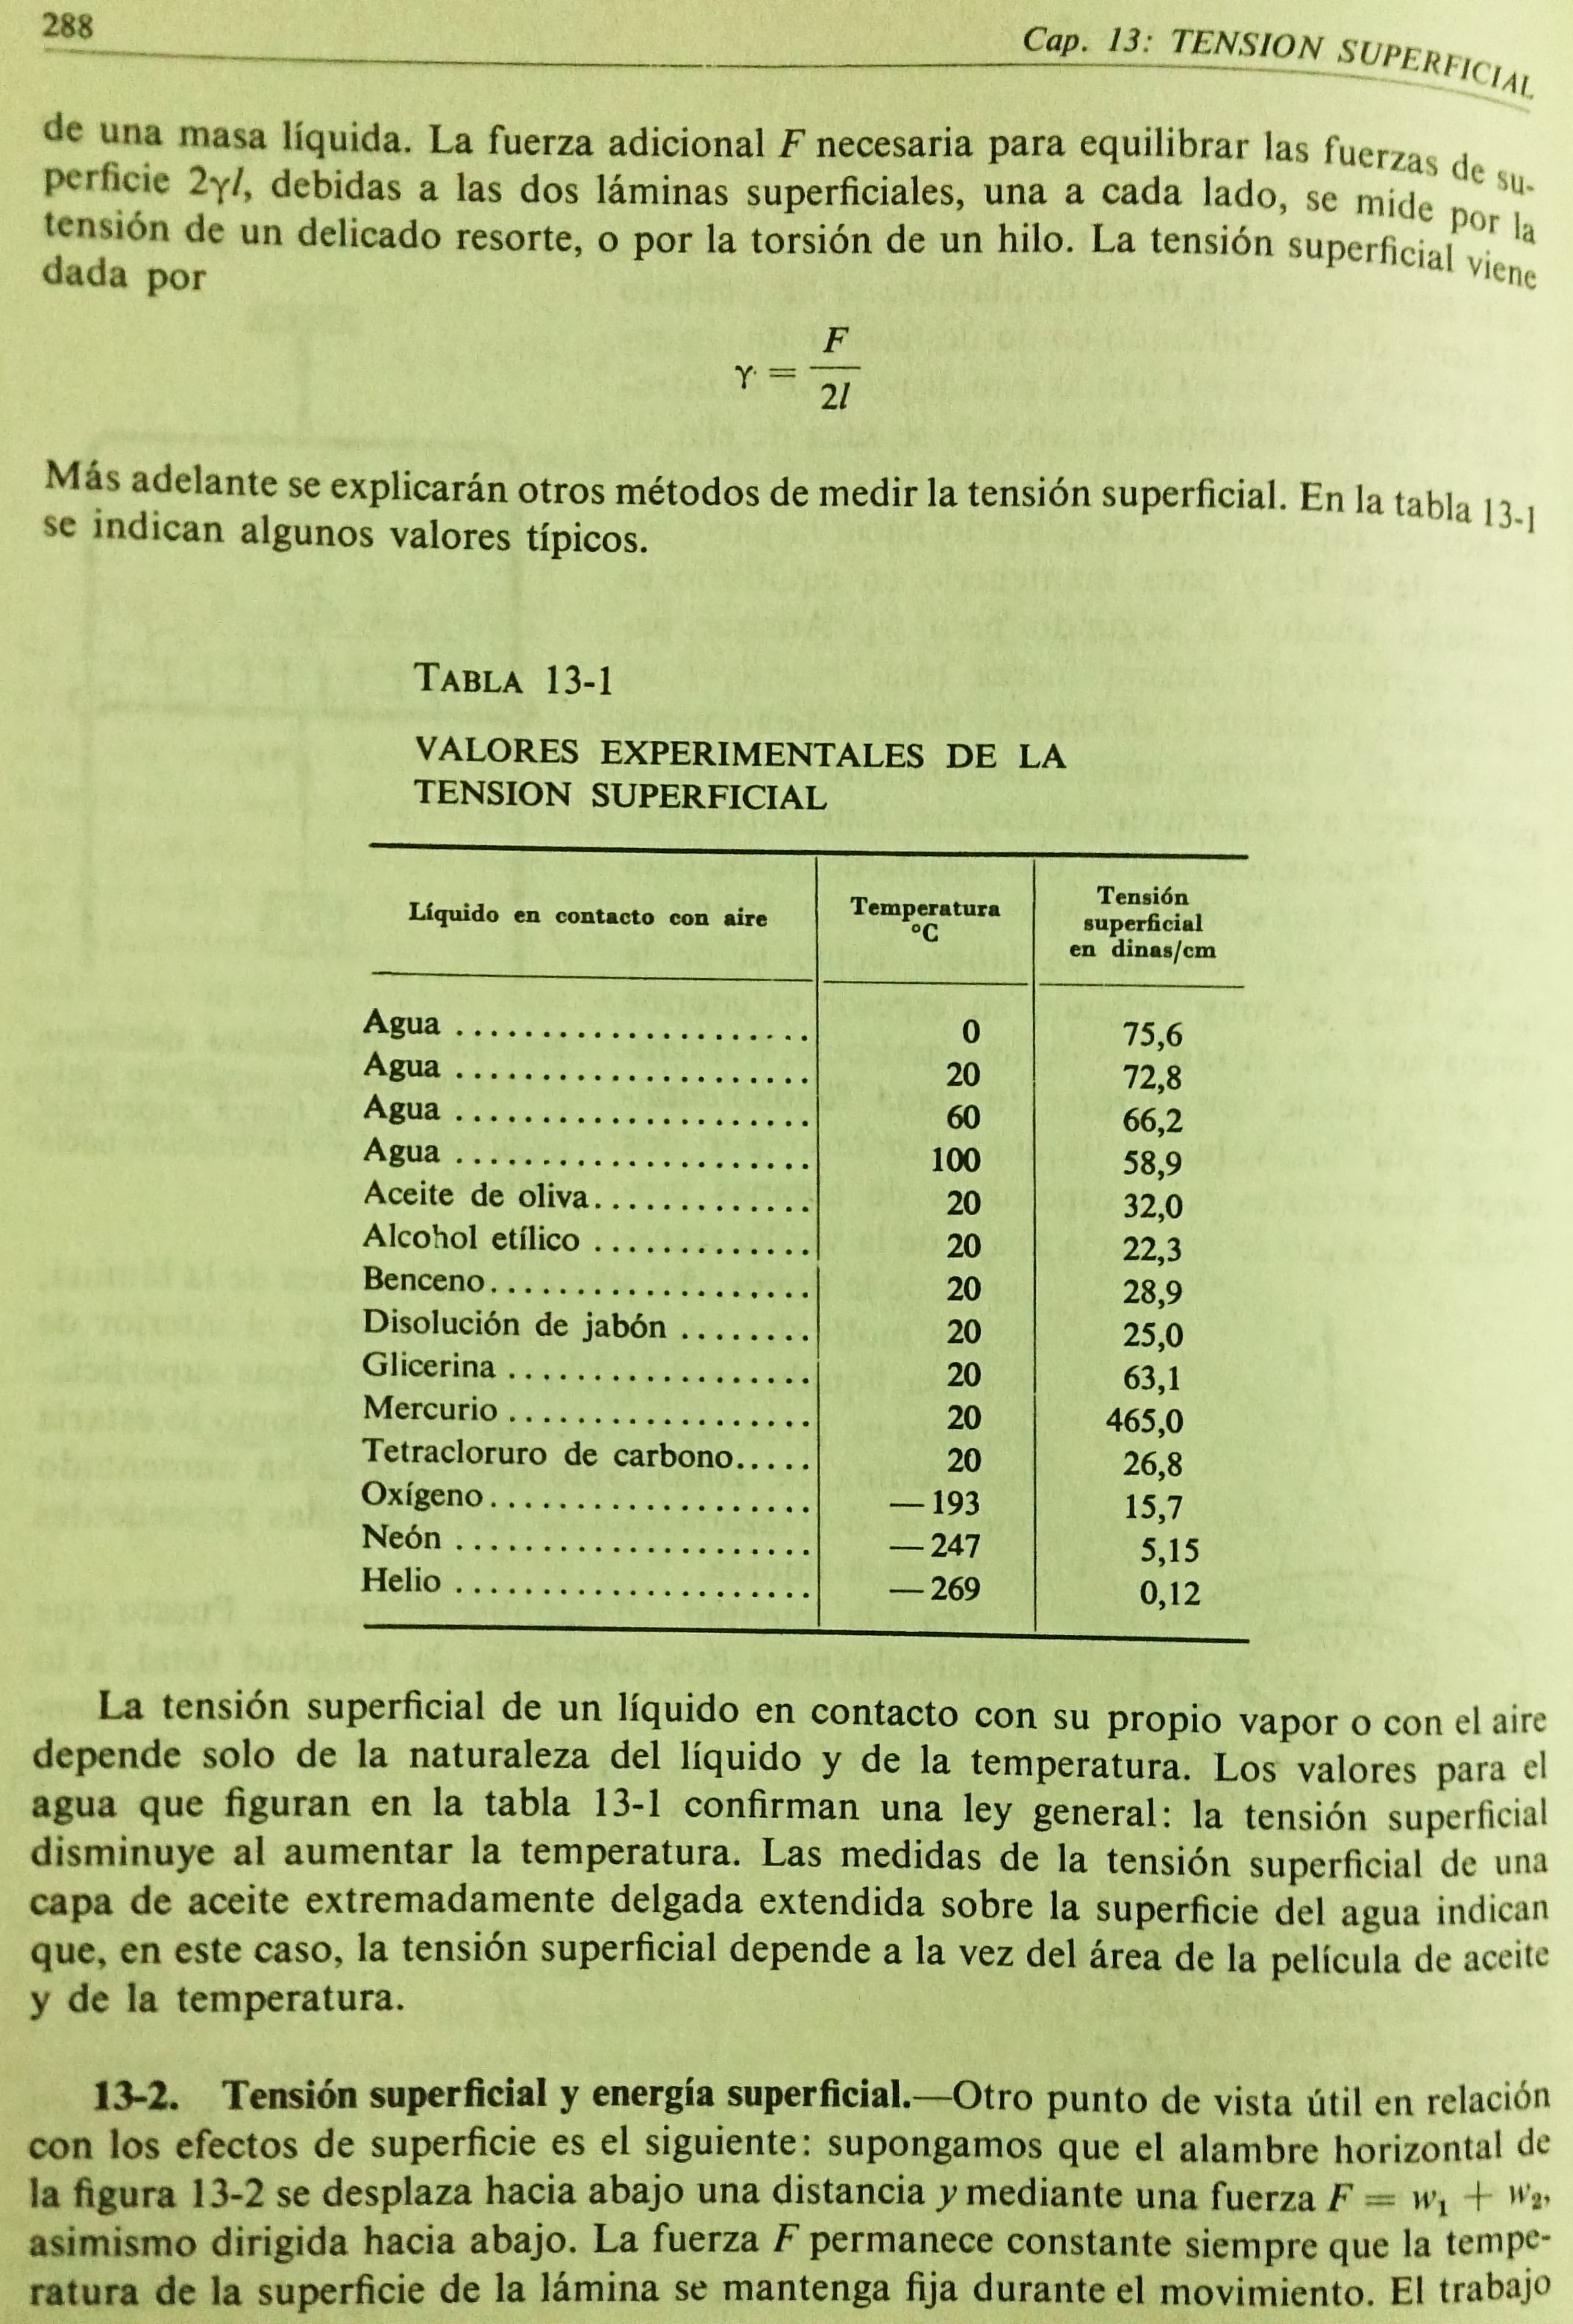 288
Cap. 13: TENSION SUPERFICIAL
de una masa líquida. La fuerza adicional F necesaria para equilibrar las fuerzas de su-
perficie 2γl, debidas a las dos láminas superficiales, una a cada lado, se mide por la
tensión de un delicado resorte, o por la torsión de un hilo. La tensión superficial viene
dada por
γ = F / 2l
Más adelante se explicarán otros métodos de medir la tensión superficial. En la tabla 13-1
se indican algunos valores típicos.
TABLA 13-1
VALORES EXPERIMENTALES DE LA
TENSION SUPERFICIAL
Líquido en contacto con aire | Temperatura °C | Tensión superficial en dinas/cm
Agua ..................... 0 75,6
Agua ..................... 20 72,8
Agua ..................... 60 66,2
Agua ..................... 100 58,9
Aceite de oliva............. 20 32,0
Alcohol etílico ............. 20 22,3
Benceno................... 20 28,9
Disolución de jabón ........ 20 25,0
Glicerina .................. 20 63,1
Mercurio .................. 20 465,0
Tetracloruro de carbono..... 20 26,8
Oxígeno................... —193 15,7
Neón ..................... —247 5,15
Helio ..................... —269 0,12
La tensión superficial de un líquido en contacto con su propio vapor o con el aire
depende solo de la naturaleza del líquido y de la temperatura. Los valores para el
agua que figuran en la tabla 13-1 confirman una ley general: la tensión superficial
disminuye al aumentar la temperatura. Las medidas de la tensión superficial de una
capa de aceite extremadamente delgada extendida sobre la superficie del agua indican
que, en este caso, la tensión superficial depende a la vez del área de la película de aceite
y de la temperatura.
13-2. Tensión superficial y energía superficial.—Otro punto de vista útil en relación
con los efectos de superficie es el siguiente: supongamos que el alambre horizontal de
la figura 13-2 se desplaza hacia abajo una distancia y mediante una fuerza F = w₁ + w₂,
asimismo dirigida hacia abajo. La fuerza F permanece constante siempre que la tempe-
ratura de la superficie de la lámina se mantenga fija durante el movimiento. El trabajo